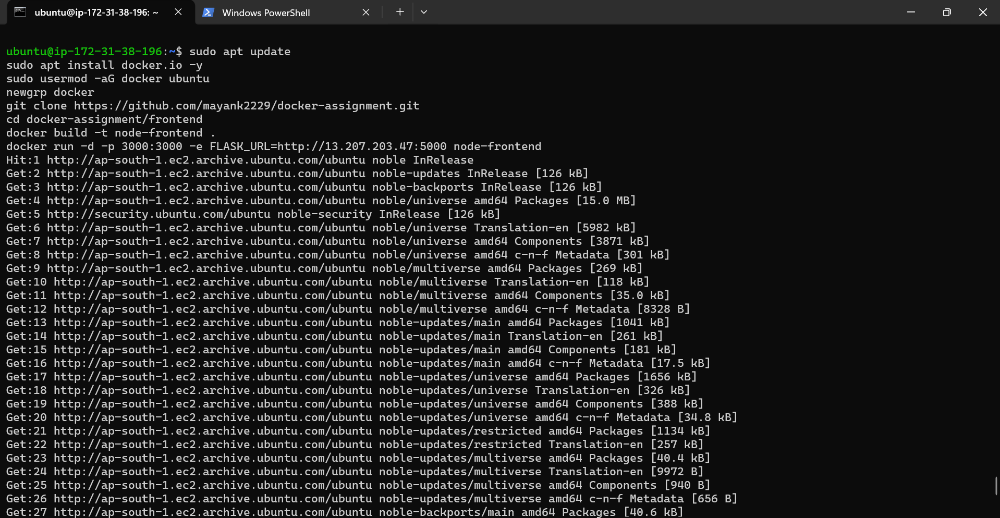 ubuntu@ip-172-31-38-196: ~
Windows PowerShell
ubuntu@ip-172-31-38-196:~$ sudo apt update
sudo apt install docker.io -y
sudo usermod -aG docker ubuntu
newgrp docker
git clone https://github.com/mayank2229/docker-assignment.git
cd docker-assignment/frontend
docker build -t node-frontend .
docker run -d -p 3000:3000 -e FLASK_URL=http://13.207.203.47:5000 node-frontend
Hit:1 http://ap-south-1.ec2.archive.ubuntu.com/ubuntu noble InRelease
Get:2 http://ap-south-1.ec2.archive.ubuntu.com/ubuntu noble-updates InRelease [126 kB]
Get:3 http://ap-south-1.ec2.archive.ubuntu.com/ubuntu noble-backports InRelease [126 kB]
Get:4 http://ap-south-1.ec2.archive.ubuntu.com/ubuntu noble/universe amd64 Packages [15.0 MB]
Get:5 http://security.ubuntu.com/ubuntu noble-security InRelease [126 kB]
Get:6 http://ap-south-1.ec2.archive.ubuntu.com/ubuntu noble/universe Translation-en [5982 kB]
Get:7 http://ap-south-1.ec2.archive.ubuntu.com/ubuntu noble/universe amd64 Components [3871 kB]
Get:8 http://ap-south-1.ec2.archive.ubuntu.com/ubuntu noble/universe amd64 c-n-f Metadata [301 kB]
Get:9 http://ap-south-1.ec2.archive.ubuntu.com/ubuntu noble/multiverse amd64 Packages [269 kB]
Get:10 http://ap-south-1.ec2.archive.ubuntu.com/ubuntu noble/multiverse Translation-en [118 kB]
Get:11 http://ap-south-1.ec2.archive.ubuntu.com/ubuntu noble/multiverse amd64 Components [35.0 kB]
Get:12 http://ap-south-1.ec2.archive.ubuntu.com/ubuntu noble/multiverse amd64 c-n-f Metadata [8328 B]
Get:13 http://ap-south-1.ec2.archive.ubuntu.com/ubuntu noble-updates/main amd64 Packages [1041 kB]
Get:14 http://ap-south-1.ec2.archive.ubuntu.com/ubuntu noble-updates/main Translation-en [261 kB]
Get:15 http://ap-south-1.ec2.archive.ubuntu.com/ubuntu noble-updates/main amd64 Components [181 kB]
Get:16 http://ap-south-1.ec2.archive.ubuntu.com/ubuntu noble-updates/main amd64 c-n-f Metadata [17.5 kB]
Get:17 http://ap-south-1.ec2.archive.ubuntu.com/ubuntu noble-updates/universe amd64 Packages [1656 kB]
Get:18 http://ap-south-1.ec2.archive.ubuntu.com/ubuntu noble-updates/universe Translation-en [326 kB]
Get:19 http://ap-south-1.ec2.archive.ubuntu.com/ubuntu noble-updates/universe amd64 Components [388 kB]
Get:20 http://ap-south-1.ec2.archive.ubuntu.com/ubuntu noble-updates/universe amd64 c-n-f Metadata [34.8 kB]
Get:21 http://ap-south-1.ec2.archive.ubuntu.com/ubuntu noble-updates/restricted amd64 Packages [1134 kB]
Get:22 http://ap-south-1.ec2.archive.ubuntu.com/ubuntu noble-updates/restricted Translation-en [257 kB]
Get:23 http://ap-south-1.ec2.archive.ubuntu.com/ubuntu noble-updates/multiverse amd64 Packages [40.4 kB]
Get:24 http://ap-south-1.ec2.archive.ubuntu.com/ubuntu noble-updates/multiverse Translation-en [9972 B]
Get:25 http://ap-south-1.ec2.archive.ubuntu.com/ubuntu noble-updates/multiverse amd64 Components [940 B]
Get:26 http://ap-south-1.ec2.archive.ubuntu.com/ubuntu noble-updates/multiverse amd64 c-n-f Metadata [656 B]
Get:27 http://ap-south-1.ec2.archive.ubuntu.com/ubuntu noble-backports/main amd64 Packages [40.6 kB]